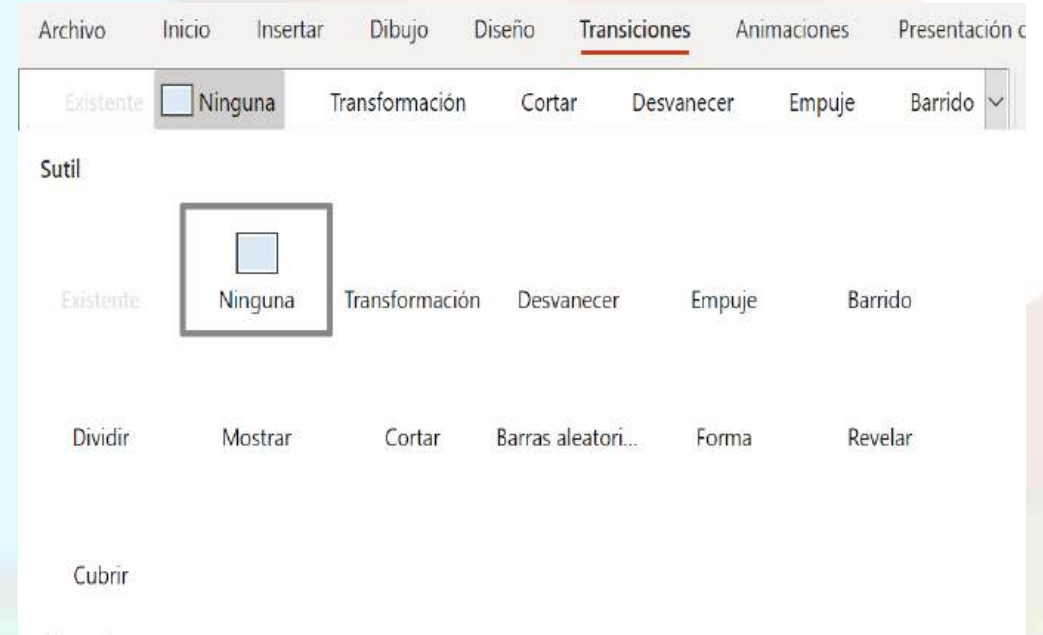 Archivo Inicio Insertar Dibujo Diseño Transiciones Animaciones Presentación
Existente Ninguna Transformación Cortar Desvanecer Empuje Barrido
Sutil
Existente Ninguna Transformación Desvanecer Empuje Barrido
Dividir Mostrar Cortar Barras aleatori... Forma Revelar
Cubrir